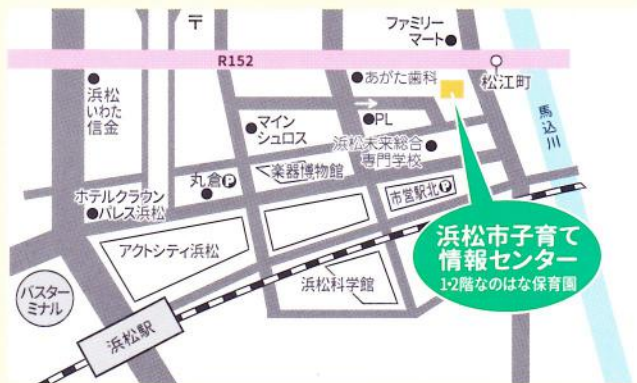 〒
ファミリー
マート
R152
松江町
あがた歯科
浜松
いわた
信金
馬込川
PL
マイン
シュロス
浜松未来総合
専門学校
楽器博物館
丸倉P
市営駅北P
ホテルクラウン
パレス浜松
浜松市子育て
情報センター
1・2階なのはな保育園
アクトシティ浜松
浜松科学館
バスター
ミナル
浜松駅